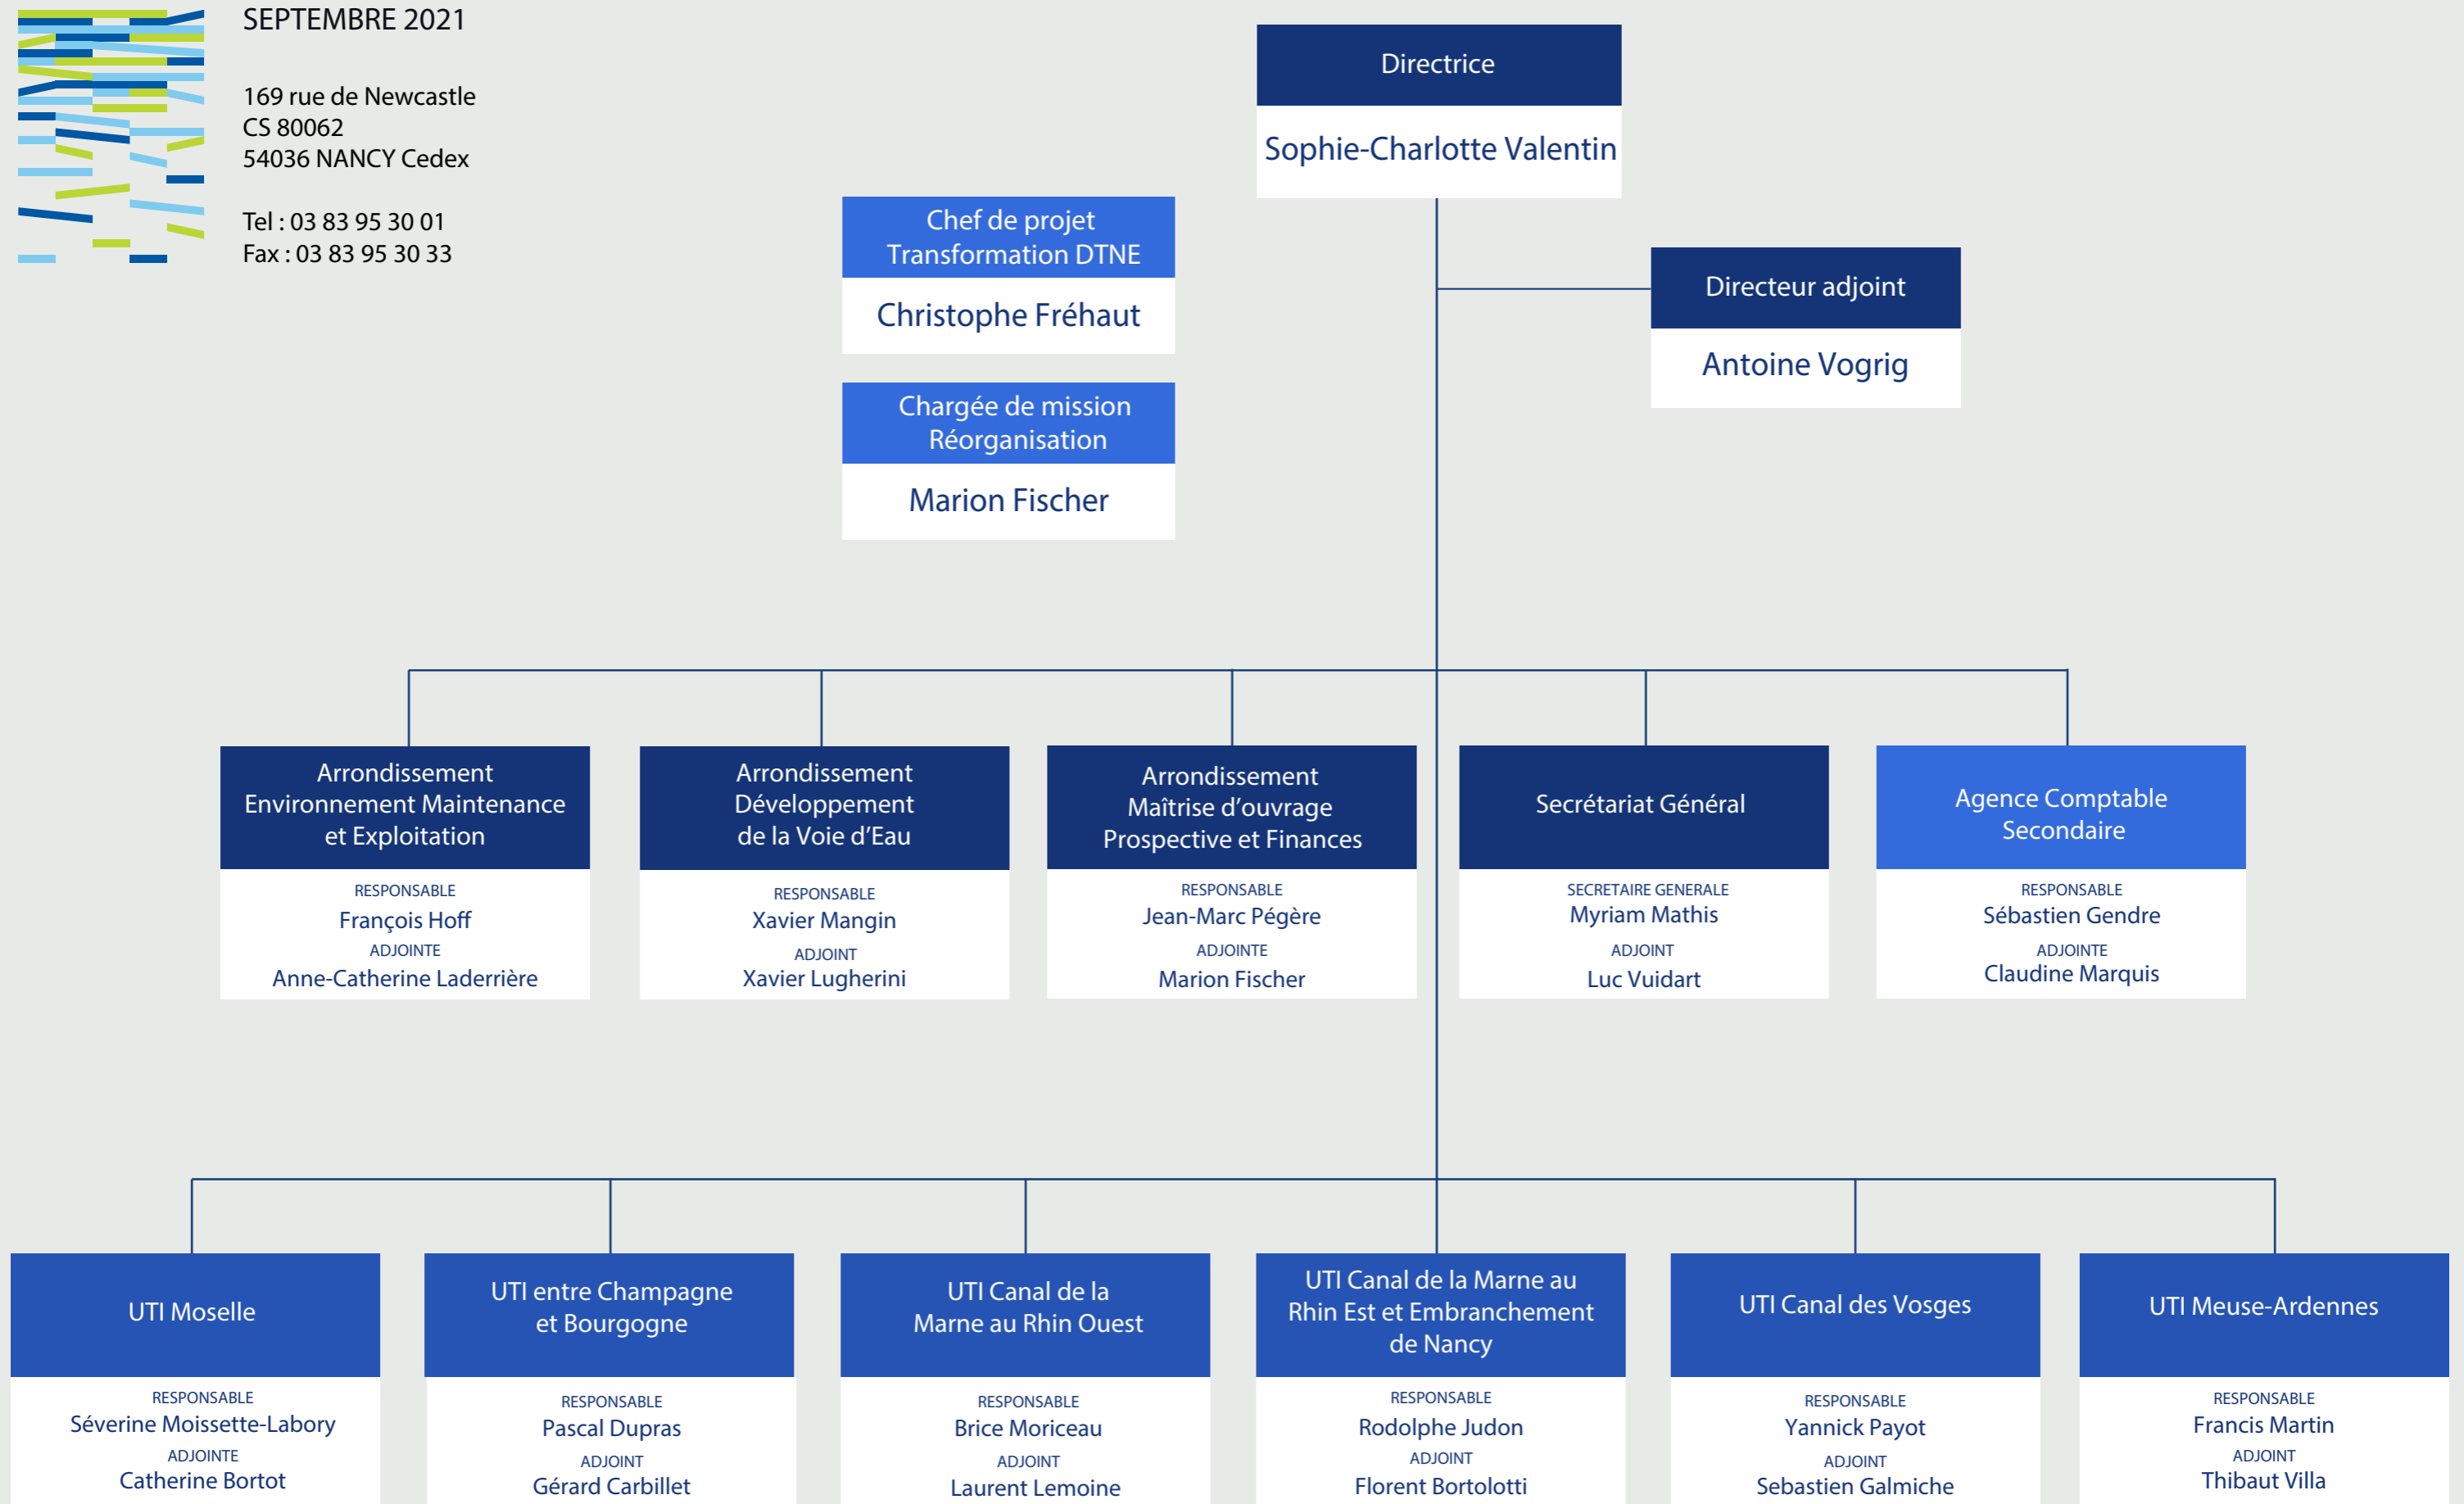 SEPTEMBRE 2021
169 rue de Newcastle
CS 80062
54036 NANCY Cedex
Tel : 03 83 95 30 01
Fax : 03 83 95 30 33
Directrice
Sophie-Charlotte Valentin
Chef de projet
Transformation DTNE
Christophe Fréhaut
Directeur adjoint
Antoine Vogrig
Chargée de mission
Réorganisation
Marion Fischer
Arrondissement
Environnement Maintenance
et Exploitation
RESPONSABLE
François Hoff
ADJOINTE
Anne-Catherine Laderrière
Arrondissement
Développement
de la Voie d’Eau
RESPONSABLE
Xavier Mangin
ADJOINT
Xavier Lugherini
Arrondissement
Maîtrise d’ouvrage
Prospective et Finances
RESPONSABLE
Jean-Marc Pégère
ADJOINTE
Marion Fischer
Secrétariat Général
SECRETAIRE GENERALE
Myriam Mathis
ADJOINT
Luc Vuidart
Agence Comptable
Secondaire
RESPONSABLE
Sébastien Gendre
ADJOINTE
Claudine Marquis
UTI Moselle
RESPONSABLE
Séverine Moissette-Labory
ADJOINTE
Catherine Bortot
UTI entre Champagne
et Bourgogne
RESPONSABLE
Pascal Dupras
ADJOINT
Gérard Carbillet
UTI Canal de la
Marne au Rhin Ouest
RESPONSABLE
Brice Moriceau
ADJOINT
Laurent Lemoine
UTI Canal de la Marne au
Rhin Est et Embranchement
de Nancy
RESPONSABLE
Rodolphe Judon
ADJOINT
Florent Bortolotti
UTI Canal des Vosges
RESPONSABLE
Yannick Payot
ADJOINT
Sebastien Galmiche
UTI Meuse-Ardennes
RESPONSABLE
Francis Martin
ADJOINT
Thibaut Villa